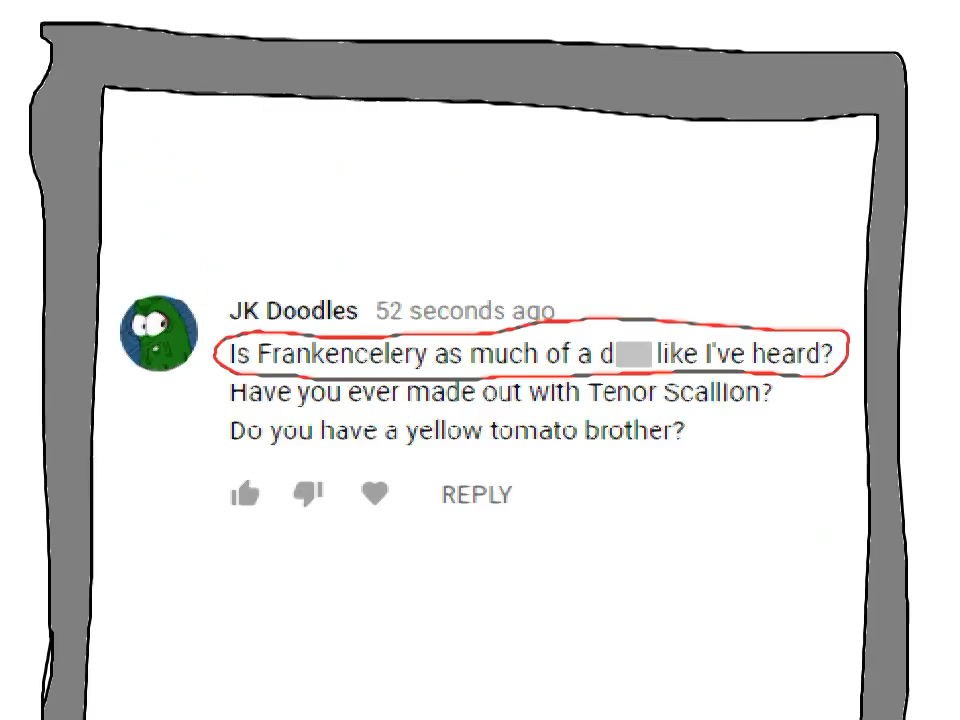 JK Doodles 52 seconds ago
Is Frankencelery as much of a d like I've heard?
Have you ever made out with Tenor Scallion?
Do you have a yellow tomato brother?
REPLY